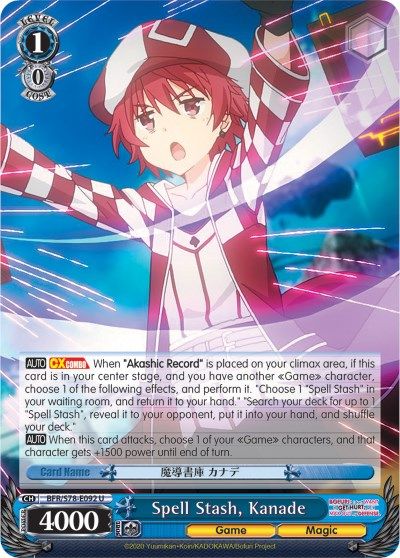 LEVEL
1
0
COST
AUTO CX COMBO When "Akashic Record" is placed on your climax area, if this
card is in your center stage, and you have another «Game» character,
choose 1 of the following effects, and perform it. "Choose 1 "Spell Stash" in
your waiting room, and return it to your hand." "Search your deck for up to 1
"Spell Stash", reveal it to your opponent, put it into your hand, and shuffle
your deck."
AUTO When this card attacks, choose 1 of your «Game» characters, and that
character gets +1500 power until end of turn.
Card Name 魔導書庫 カナデ
CH BFR/S78-E092 U
4000
Spell Stash, Kanade
Game Magic
©2020 Yuumikan・Koin/KADOKAWA/Bofuri Project